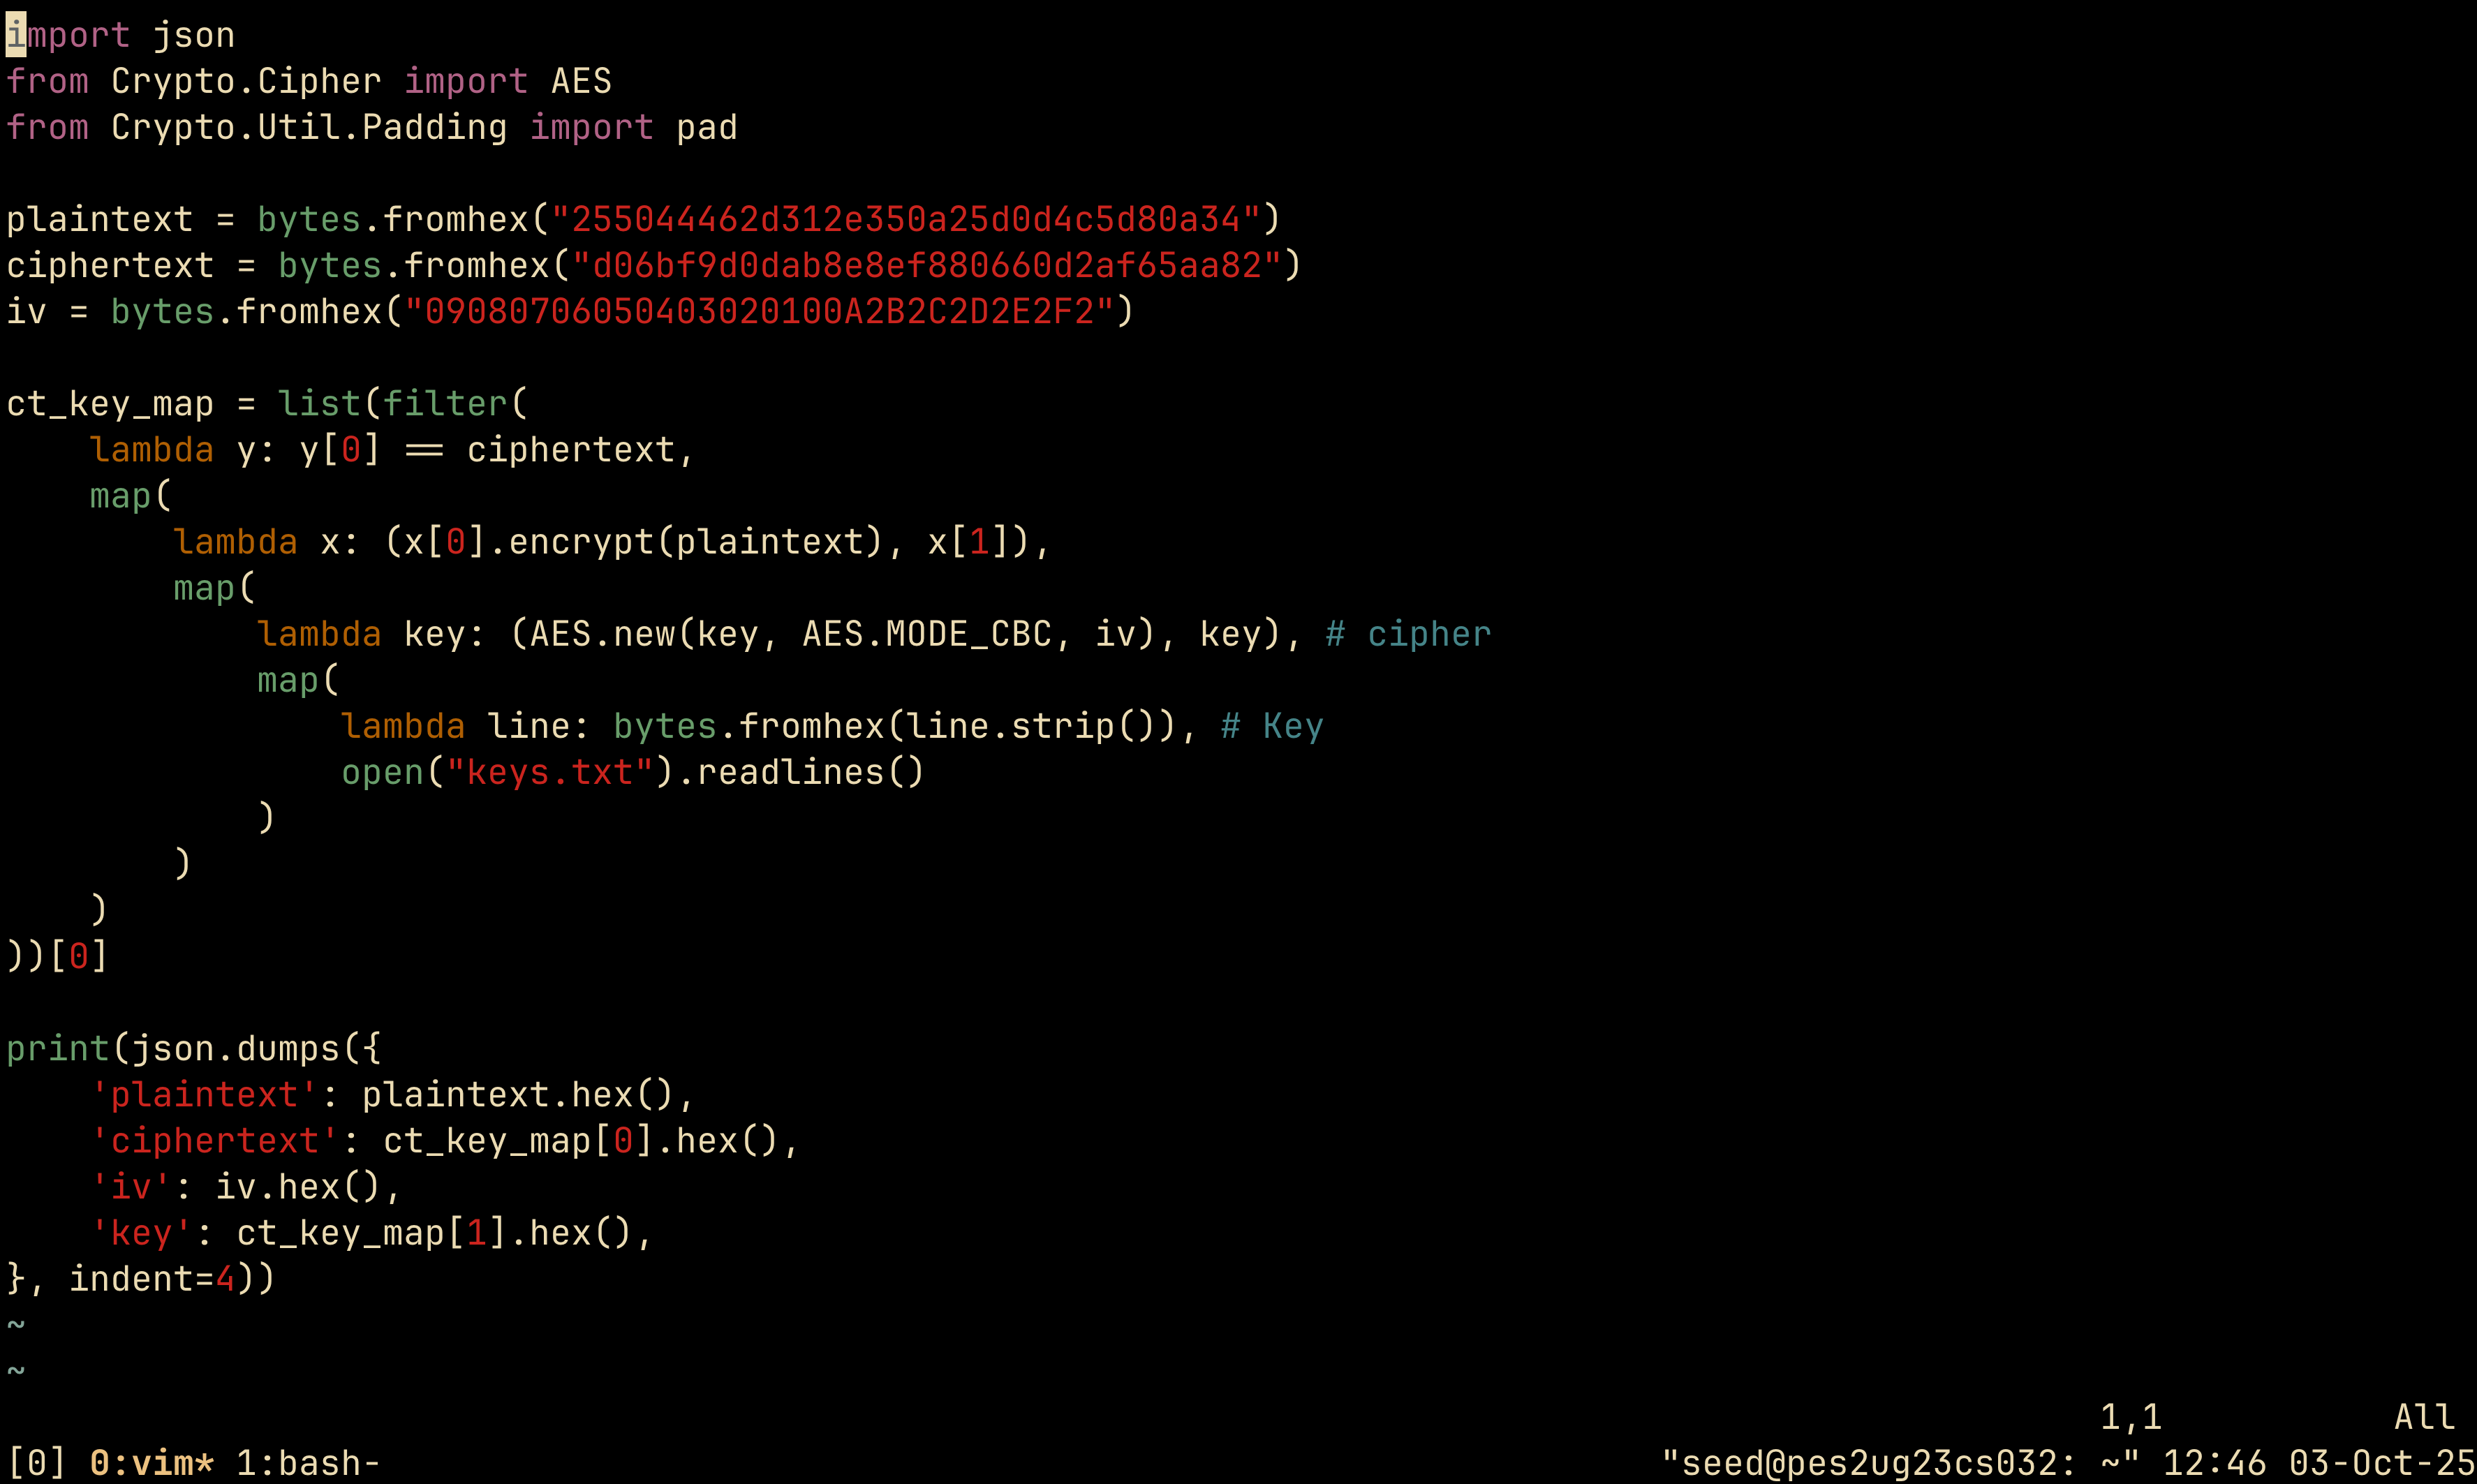 import json
from Crypto.Cipher import AES
from Crypto.Util.Padding import pad

plaintext = bytes.fromhex("255044462d312e350a25d0d4c5d80a34")
ciphertext = bytes.fromhex("d06bf9d0dab8e8ef880660d2af65aa82")
iv = bytes.fromhex("09080706050403020100A2B2C2D2E2F2")

ct_key_map = list(filter(
    lambda y: y[0] == ciphertext,
    map(
        lambda x: (x[0].encrypt(plaintext), x[1]),
        map(
            lambda key: (AES.new(key, AES.MODE_CBC, iv), key), # cipher
            map(
                lambda line: bytes.fromhex(line.strip()), # Key
                open("keys.txt").readlines()
            )
        )
    )
))[0]

print(json.dumps({
    'plaintext': plaintext.hex(),
    'ciphertext': ct_key_map[0].hex(),
    'iv': iv.hex(),
    'key': ct_key_map[1].hex(),
}, indent=4))
~
~
1,1 All
[0] 0:vim* 1:bash- "seed@pes2ug23cs032: ~" 12:46 03-Oct-25